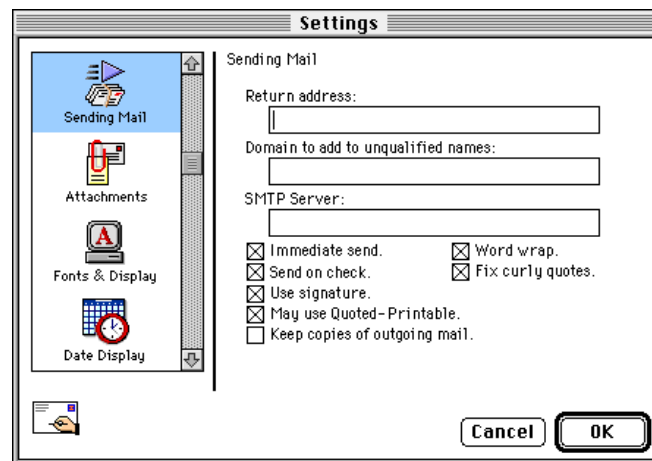 Settings
Sending Mail
Attachments
A
Fonts & Display
Date Display
Sending Mail
Return address:
Domain to add to unqualified names:
SMTP Server:
Immediate send.
Word wrap.
Send on check.
Fix curly quotes.
Use signature.
May use Quoted-Printable.
Keep copies of outgoing mail.
Cancel
OK